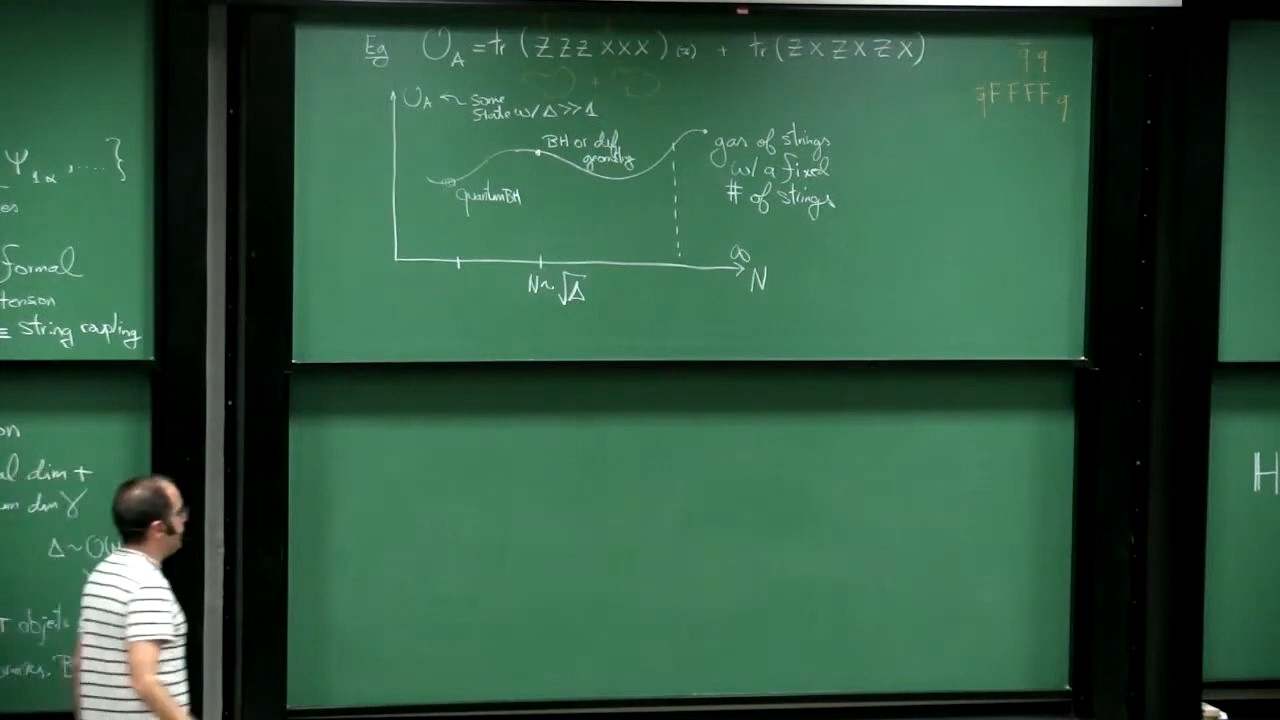 Eg O_A = tr (ZZZXXX)(x) + tr(ZXZXZX)
q̄ q
q̄FFFFq
O_A ← Some
State w/ Δ≫1
BH or diff
geometry
Quantum BH
gas of strings
w/ a fixed
# of strings
∞
N~√Δ
N
Ψ_1α , .... }
formal
tension
≡ string coupling
on
al dim +
dim γ
Δ~O(
objects
H